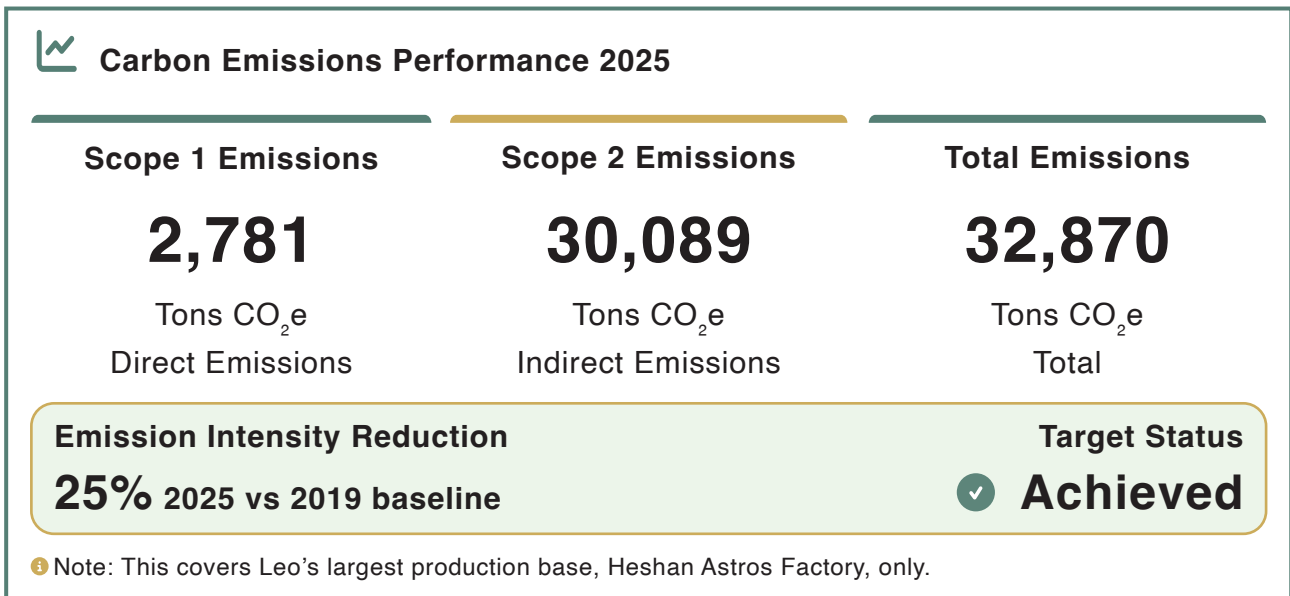 Carbon Emissions Performance 2025
Scope 1 Emissions
2,781
Tons CO₂e
Direct Emissions
Scope 2 Emissions
30,089
Tons CO₂e
Indirect Emissions
Total Emissions
32,870
Tons CO₂e
Total
Emission Intensity Reduction
25% 2025 vs 2019 baseline
Target Status
Achieved
Note: This covers Leo’s largest production base, Heshan Astros Factory, only.